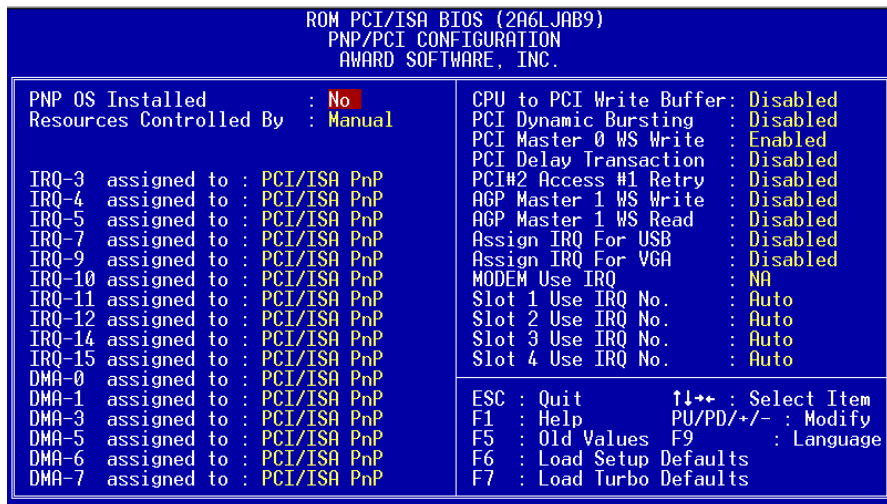 ROM PCI/ISA BIOS (2A6LJAB9)
PNP/PCI CONFIGURATION
AWARD SOFTWARE, INC.
PNP OS Installed : No
Resources Controlled By : Manual
IRQ-3 assigned to : PCI/ISA PnP
IRQ-4 assigned to : PCI/ISA PnP
IRQ-5 assigned to : PCI/ISA PnP
IRQ-7 assigned to : PCI/ISA PnP
IRQ-9 assigned to : PCI/ISA PnP
IRQ-10 assigned to : PCI/ISA PnP
IRQ-11 assigned to : PCI/ISA PnP
IRQ-12 assigned to : PCI/ISA PnP
IRQ-14 assigned to : PCI/ISA PnP
IRQ-15 assigned to : PCI/ISA PnP
DMA-0 assigned to : PCI/ISA PnP
DMA-1 assigned to : PCI/ISA PnP
DMA-3 assigned to : PCI/ISA PnP
DMA-5 assigned to : PCI/ISA PnP
DMA-6 assigned to : PCI/ISA PnP
DMA-7 assigned to : PCI/ISA PnP
CPU to PCI Write Buffer: Disabled
PCI Dynamic Bursting : Disabled
PCI Master 0 WS Write : Enabled
PCI Delay Transaction : Disabled
PCI#2 Access #1 Retry : Disabled
AGP Master 1 WS Write : Disabled
AGP Master 1 WS Read : Disabled
Assign IRQ For USB : Disabled
Assign IRQ For VGA : Disabled
MODEM Use IRQ : NA
Slot 1 Use IRQ No. : Auto
Slot 2 Use IRQ No. : Auto
Slot 3 Use IRQ No. : Auto
Slot 4 Use IRQ No. : Auto
ESC : Quit ↑↓→← : Select Item
F1 : Help PU/PD/+/- : Modify
F5 : Old Values F9 : Language
F6 : Load Setup Defaults
F7 : Load Turbo Defaults